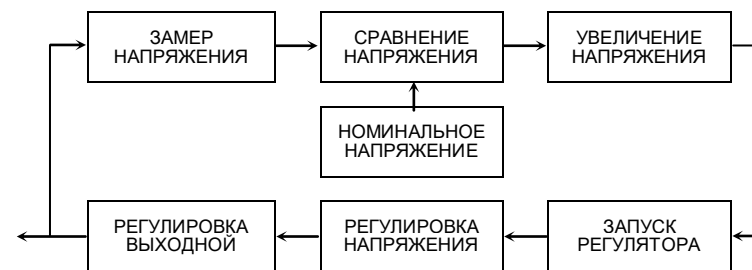 ЗАМЕР
НАПРЯЖЕНИЯ
СРАВНЕНИЕ
НАПРЯЖЕНИЯ
УВЕЛИЧЕНИЕ
НАПРЯЖЕНИЯ
НОМИНАЛЬНОЕ
НАПРЯЖЕНИЕ
РЕГУЛИРОВКА
ВЫХОДНОЙ
РЕГУЛИРОВКА
НАПРЯЖЕНИЯ
ЗАПУСК
РЕГУЛЯТОРА